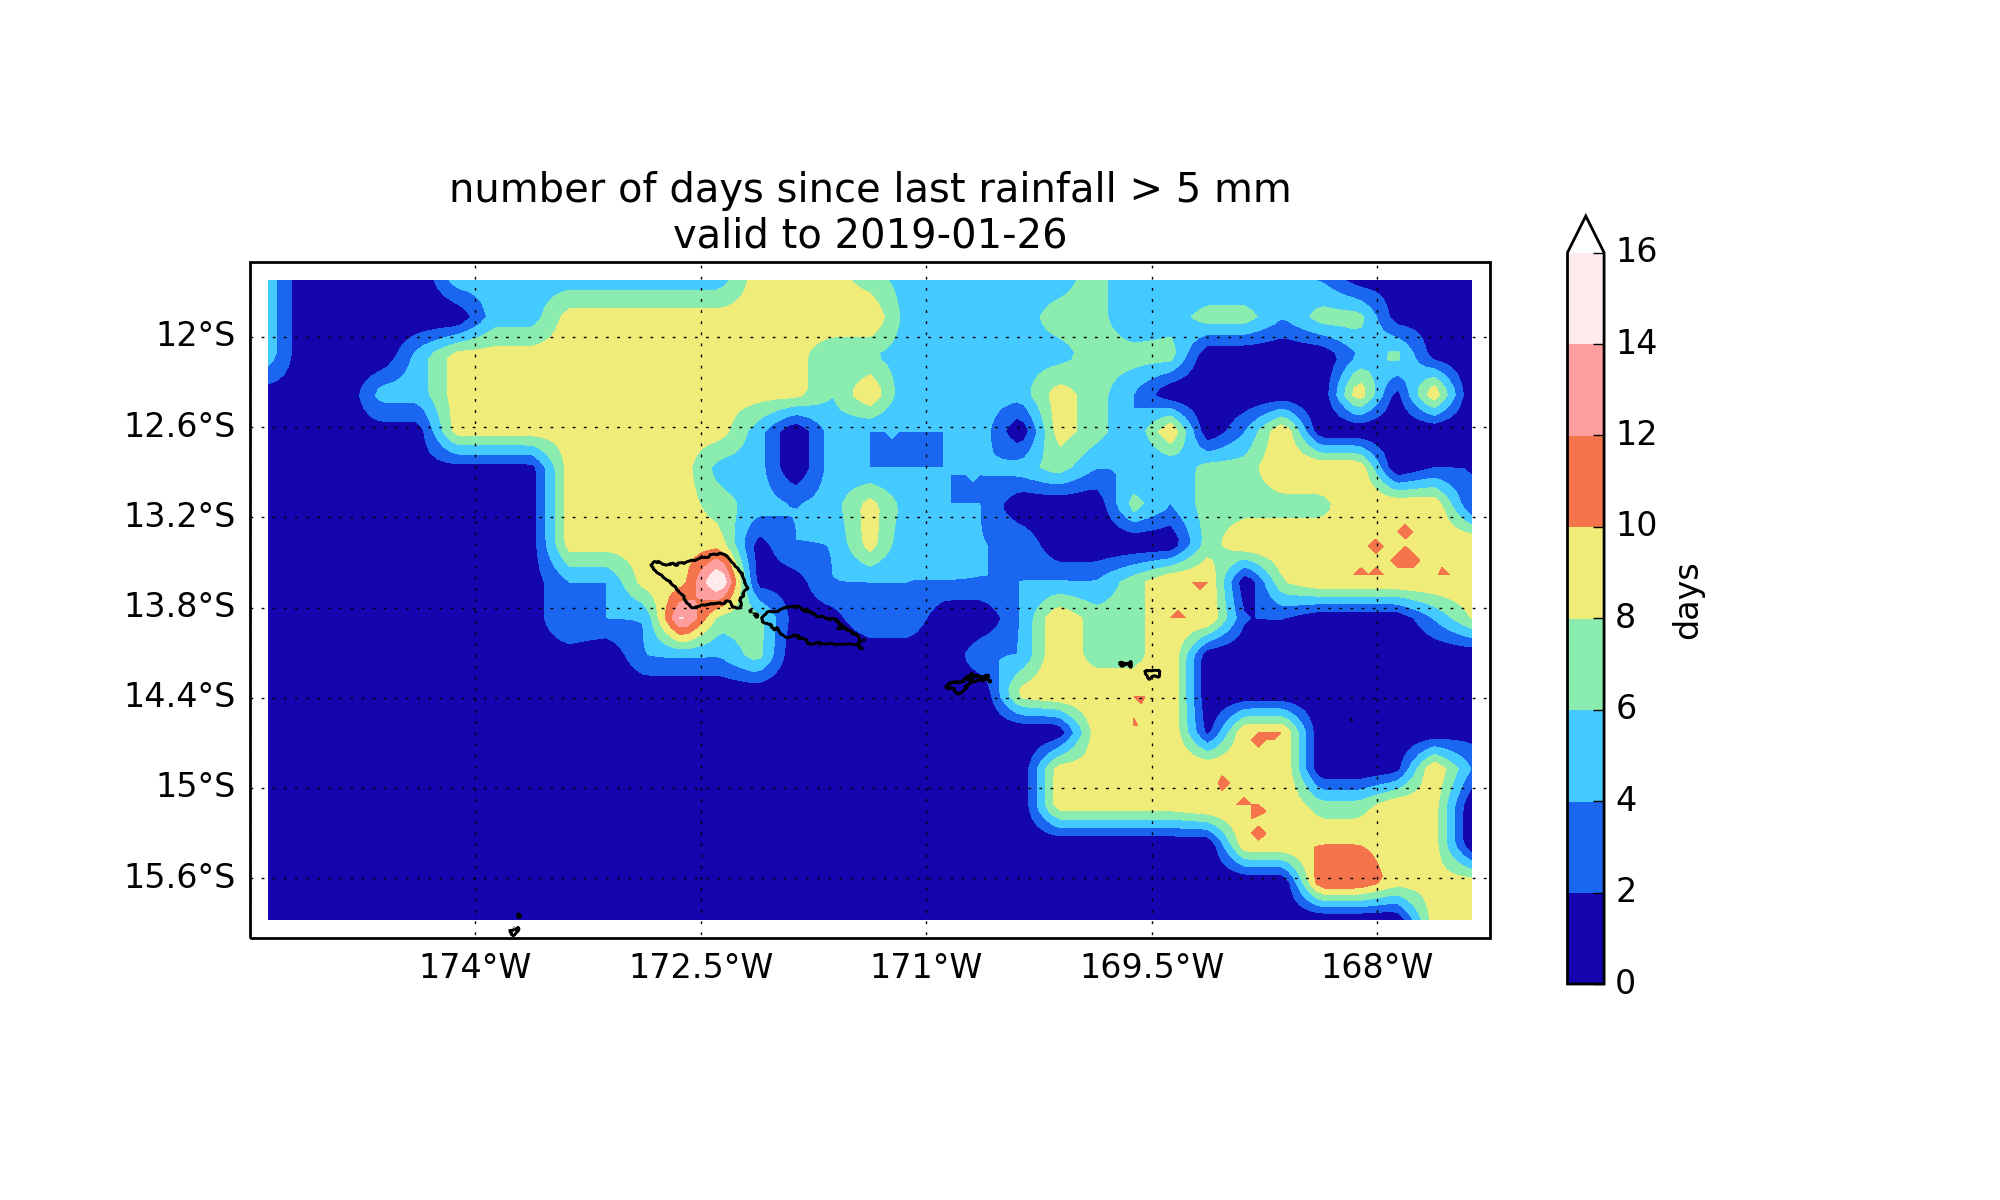 number of days since last rainfall > 5 mm
valid to 2019-01-26
12°S
12.6°S
13.2°S
13.8°S
14.4°S
15°S
15.6°S
174°W 172.5°W 171°W 169.5°W 168°W
16
14
12
10
8
6
4
2
0
days